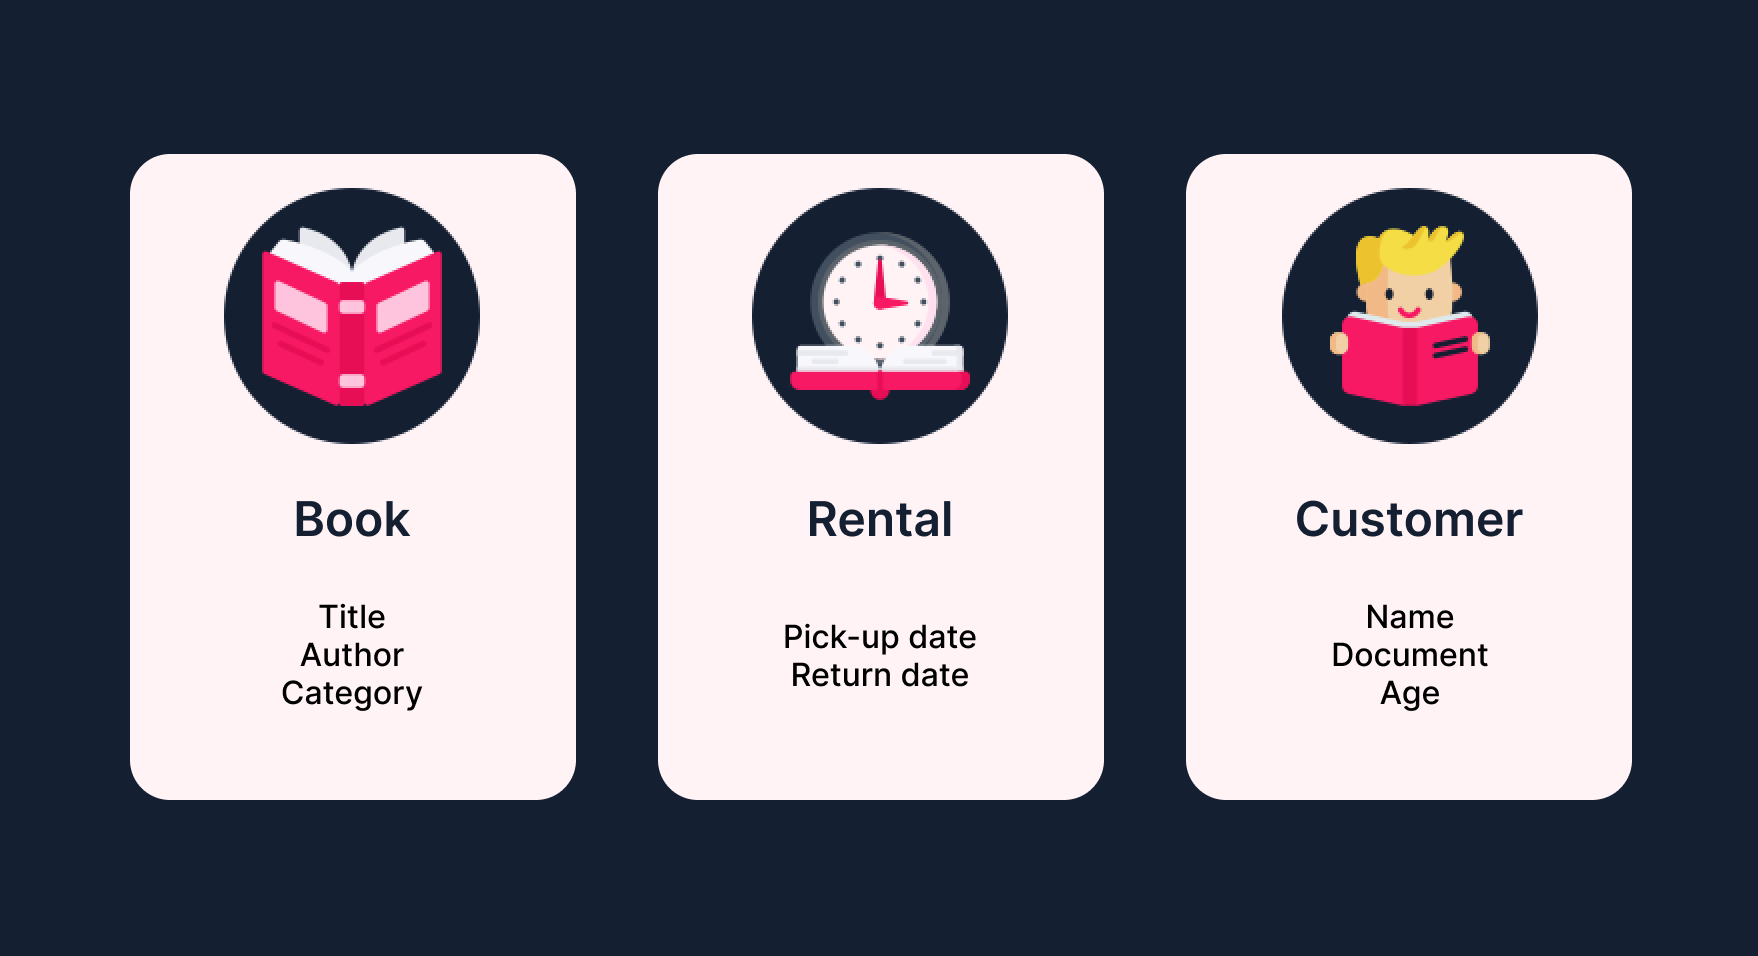 Book
Title
Author
Category
Rental
Pick-up date
Return date
Customer
Name
Document
Age